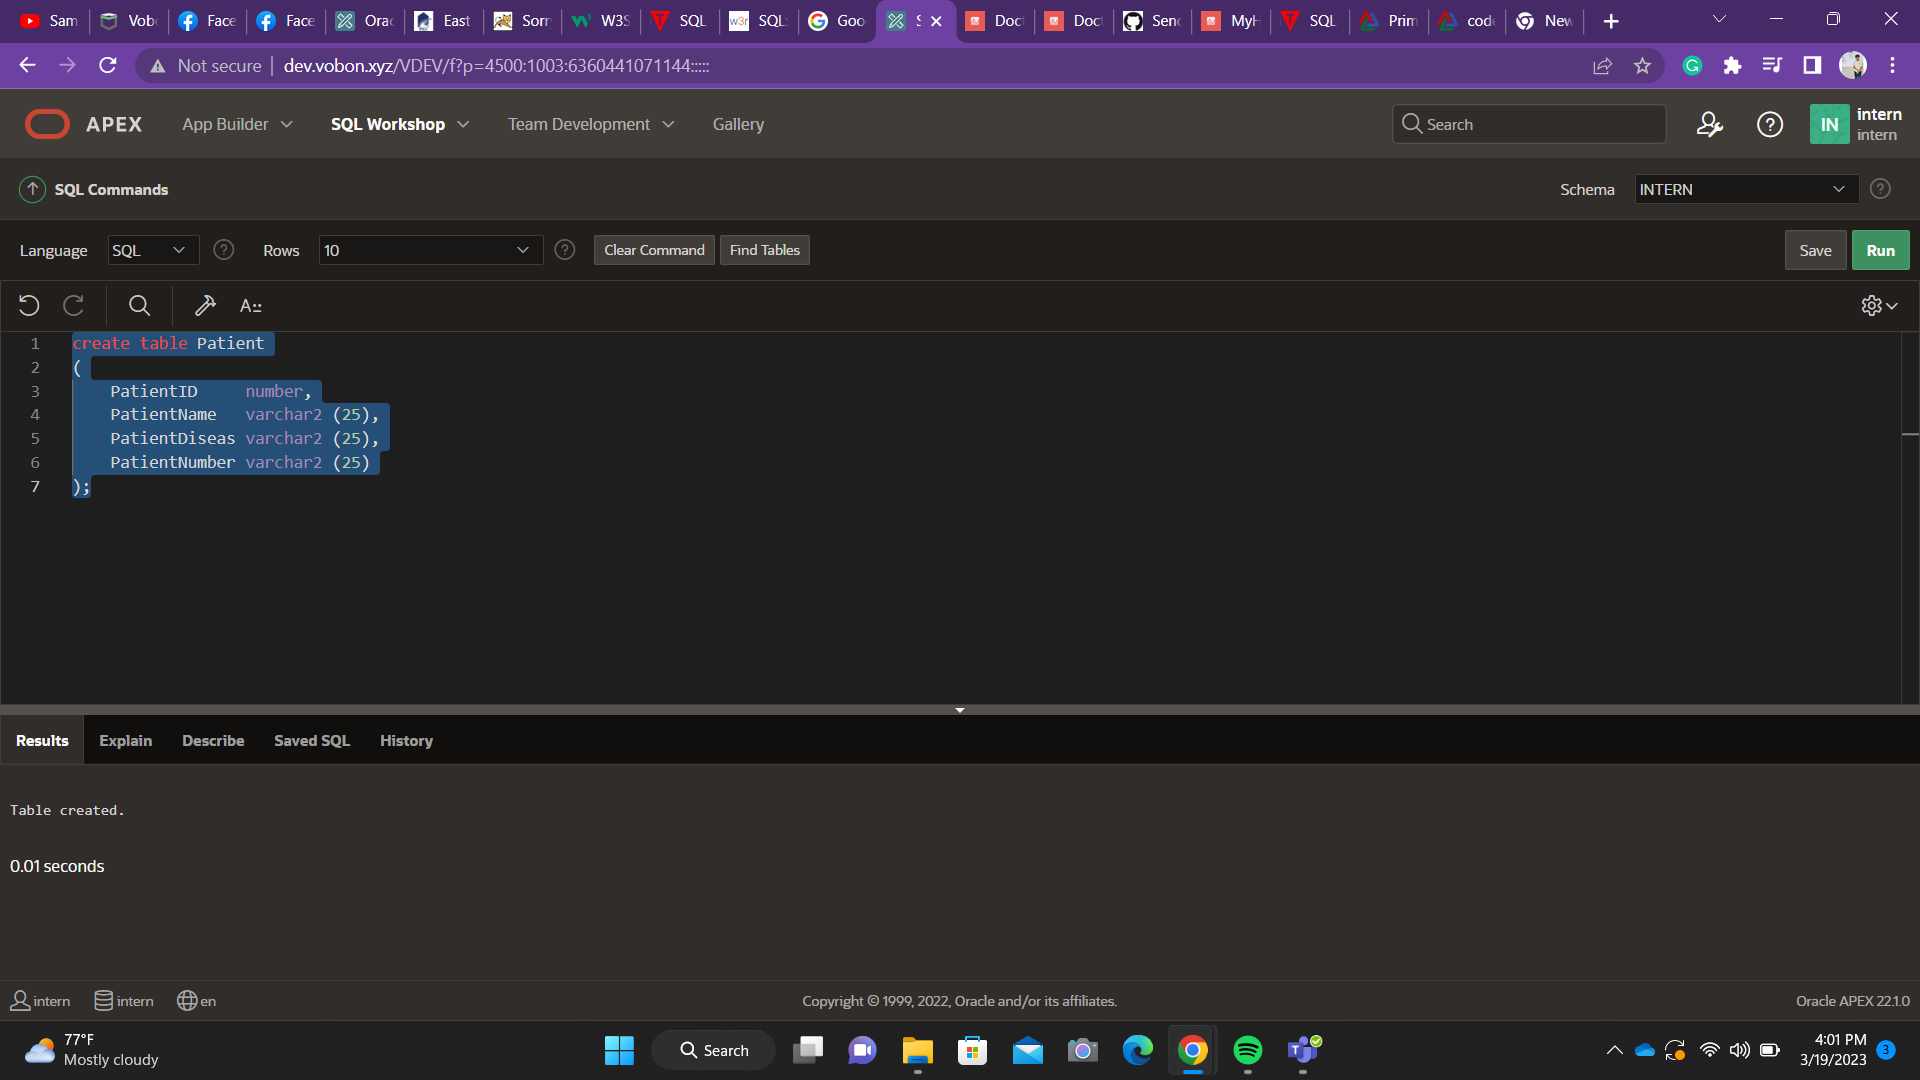 Sam Vob Face Face Orac East Sorr W3S SQL SQL: Goo S Doc Doc Sen MyH SQL Prim cod New
Not secure dev.vobon.xyz/VDEV/f?p=4500:1003:6360441071144:::::
APEX App Builder SQL Workshop Team Development Gallery Search IN intern
intern
SQL Commands Schema INTERN
Language SQL Rows 10 Clear Command Find Tables Save Run
1 create table Patient
2 (
3 PatientID number,
4 PatientName varchar2 (25),
5 PatientDiseas varchar2 (25),
6 PatientNumber varchar2 (25)
7 );
Results Explain Describe Saved SQL History
Table created.
0.01 seconds
intern intern en Copyright © 1999, 2022, Oracle and/or its affiliates. Oracle APEX 22.1.0
77°F
Mostly cloudy
Search
4:01 PM
3/19/2023
3